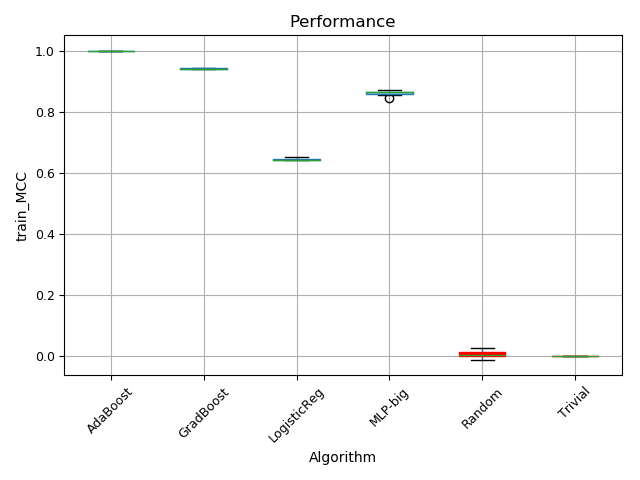 Performance
train_MCC
1.0
0.8
0.6
0.4
0.2
0.0
AdaBoost
GradBoost
LogisticReg
MLP-big
Random
Trivial
Algorithm